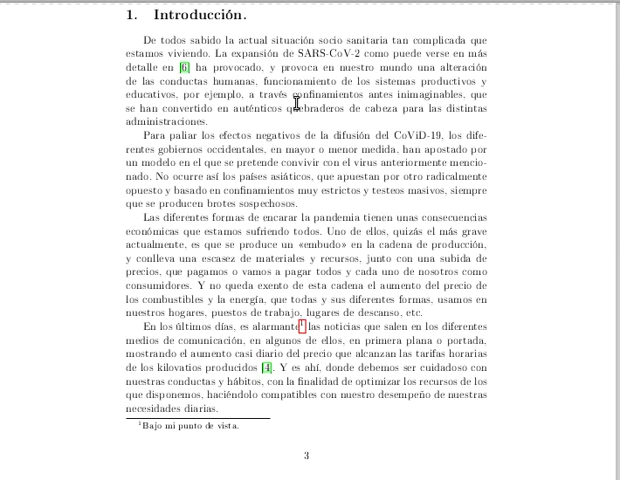 1. Introducción.
De todos sabido la actual situación socio sanitaria tan complicada que
estamos viviendo. La expansión de SARS-CoV-2 como puede verse en más
detalle en [6] ha provocado, y provoca en nuestro mundo una alteración
de las conductas humanas, funcionamiento de los sistemas productivos y
educativos, por ejemplo, a través confinamientos antes inimaginables, que
se han convertido en auténticos quebraderos de cabeza para las distintas
administraciones.
Para paliar los efectos negativos de la difusión del CoViD-19, los dife-
rentes gobiernos occidentales, en mayor o menor medida, han apostado por
un modelo en el que se pretende convivir con el virus anteriormente mencio-
nado. No ocurre así los países asiáticos, que apuestan por otro radicalmente
opuesto y basado en confinamientos muy estrictos y testeos masivos, siempre
que se producen brotes sospechosos.
Las diferentes formas de encarar la pandemia tienen unas consecuencias
económicas que estamos sufriendo todos. Uno de ellos, quizás el más grave
actualmente, es que se produce un «embudo» en la cadena de producción,
y conlleva una escasez de materiales y recursos, junto con una subida de
precios, que pagamos o vamos a pagar todos y cada uno de nosotros como
consumidores. Y no queda exento de esta cadena el aumento del precio de
los combustibles y la energía, que todas y sus diferentes formas, usamos en
nuestros hogares, puestos de trabajo, lugares de descanso, etc.
En los últimos días, es alarmante¹ las noticias que salen en los diferentes
medios de comunicación, en algunos de ellos, en primera plana o portada,
mostrando el aumento casi diario del precio que alcanzan las tarifas horarias
de los kilovatios producidos [4]. Y es ahí, donde debemos ser cuidadoso con
nuestras conductas y hábitos, con la finalidad de optimizar los recursos de los
que disponemos, haciéndolo compatibles con nuestro desempeño de nuestras
necesidades diarias.
¹Bajo mi punto de vista.
3